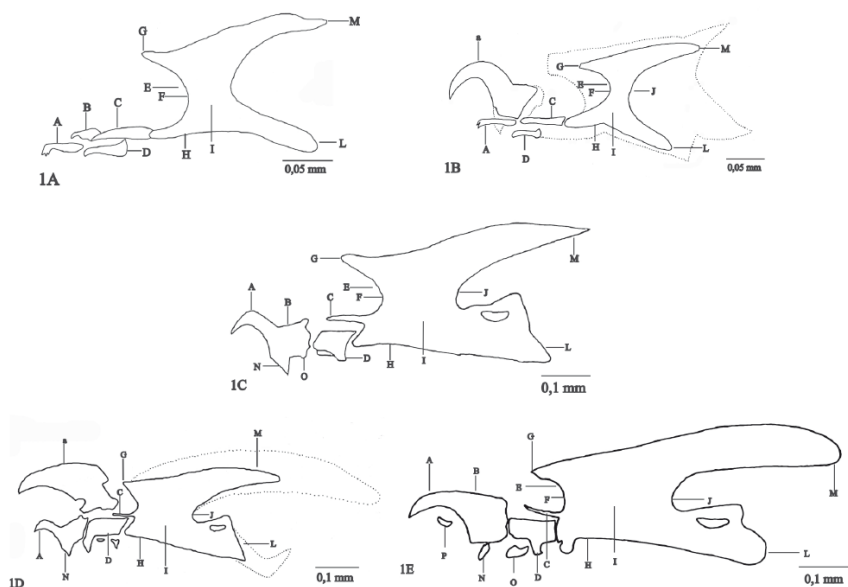 G M
E
F
A B C
D
H I L
0,05 mm
1A
a G M
E
F J
C
A D
H I L
0,05 mm
1B
G M
E
F J
A B C
N O D
H I L
0,1 mm
1C
a G M
C
J
A N D
H I L
0,1 mm
1D
G
A B
E
F
J M
P N O D C
H I L
0,1 mm
1E